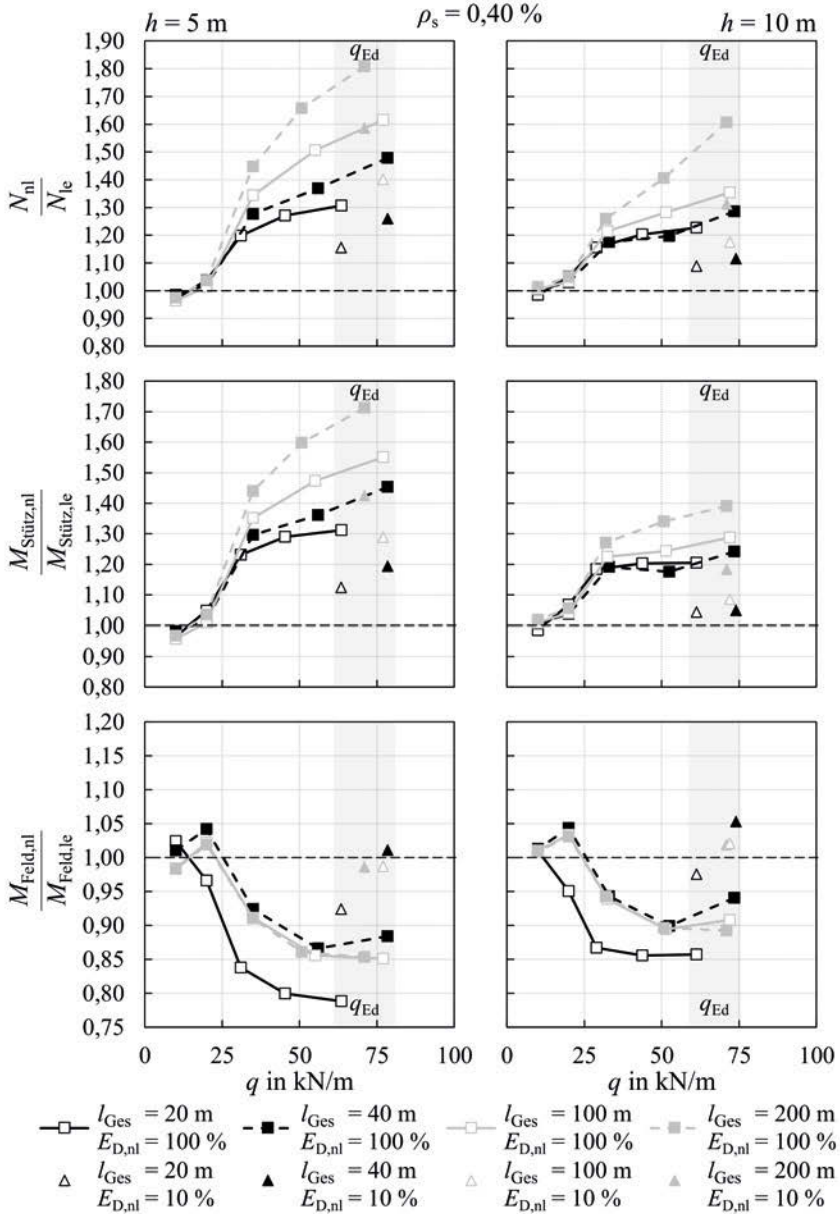 h = 5 m
ρs = 0,40 %
h = 10 m
1,90
1,80
1,70
1,60
1,50
1,40
1,30
1,20
1,10
1,00
0,90
0,80
Nnl
Nle
qEd
qEd
1,80
1,70
1,60
1,50
1,40
1,30
1,20
1,10
1,00
0,90
0,80
MStütz,nl
MStütz,le
qEd
qEd
1,20
1,15
1,10
1,05
1,00
0,95
0,90
0,85
0,80
0,75
MFeld,nl
MFeld,le
qEd
qEd
0 25 50 75 100
0 25 50 75 100
q in kN/m
q in kN/m
lGes = 20 m
ED,nl = 100 %
lGes = 40 m
ED,nl = 100 %
lGes = 100 m
ED,nl = 100 %
lGes = 200 m
ED,nl = 100 %
lGes = 20 m
ED,nl = 10 %
lGes = 40 m
ED,nl = 10 %
lGes = 100 m
ED,nl = 10 %
lGes = 200 m
ED,nl = 10 %